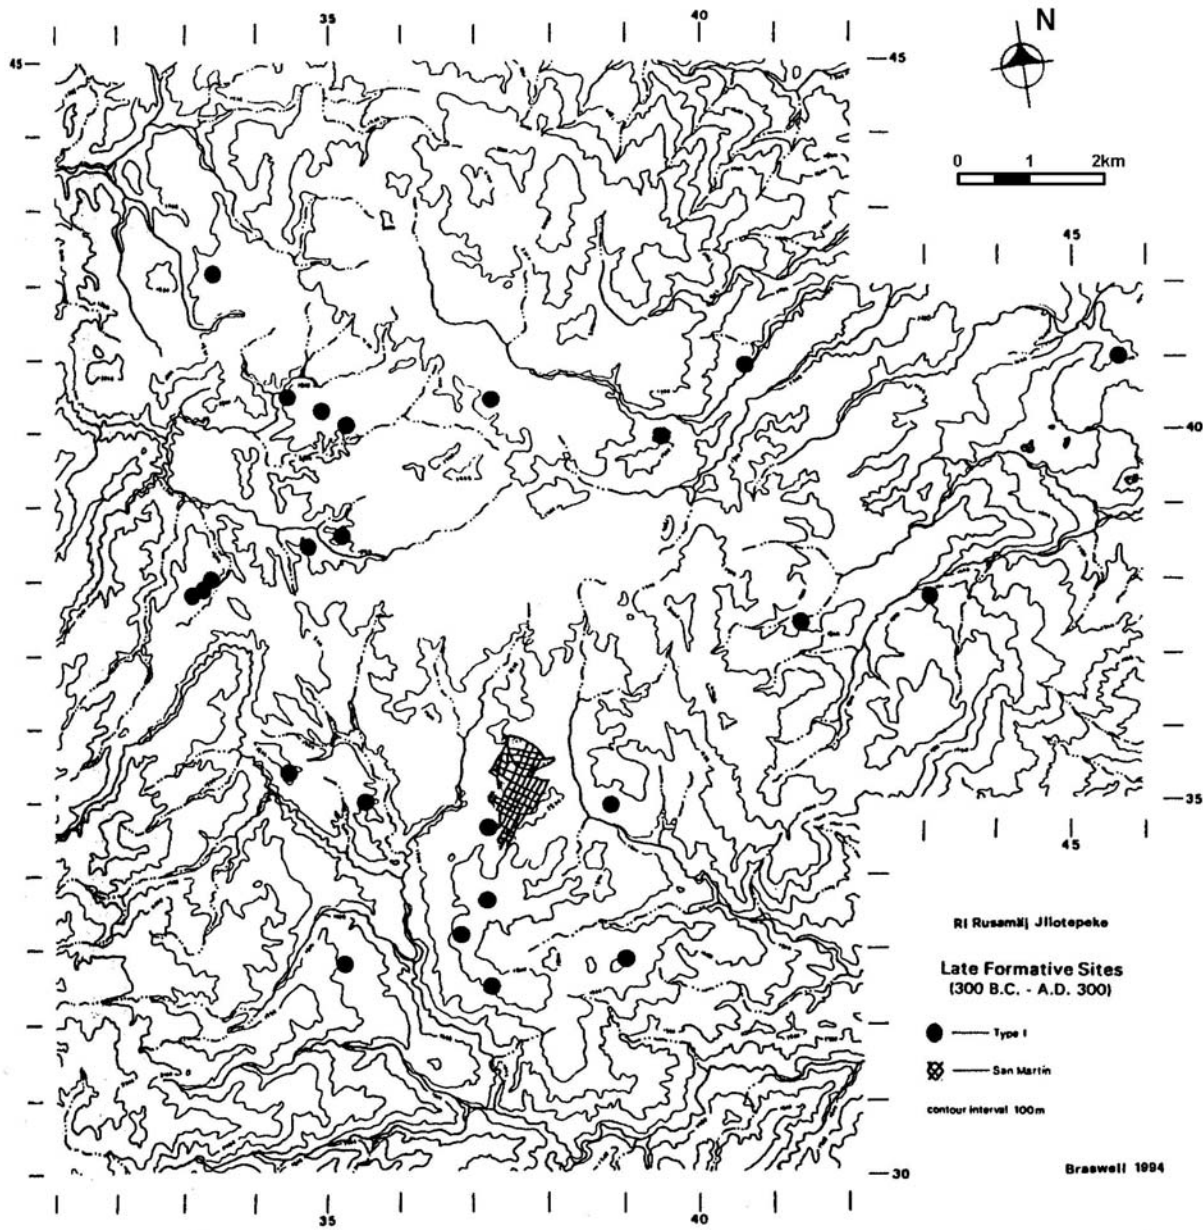 35
40
N
45
45
0 1 2km
45
40
35
45
RI Rusamäj Jilotepeke
Late Formative Sites
(300 B.C. - A.D. 300)
Type I
San Martín
contour interval 100m
30
Braswell 1994
35
40